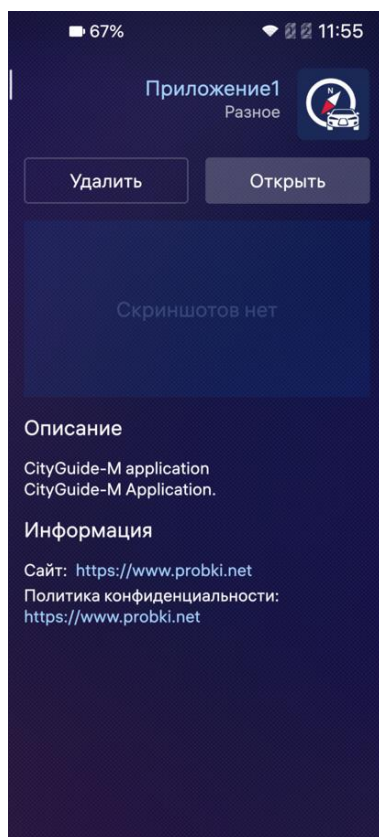 67% 11:55
Приложение1
Разное
N
Удалить Открыть
Скриншотов нет
Описание
CityGuide-M application
CityGuide-M Application.
Информация
Сайт: https://www.probki.net
Политика конфиденциальности:
https://www.probki.net